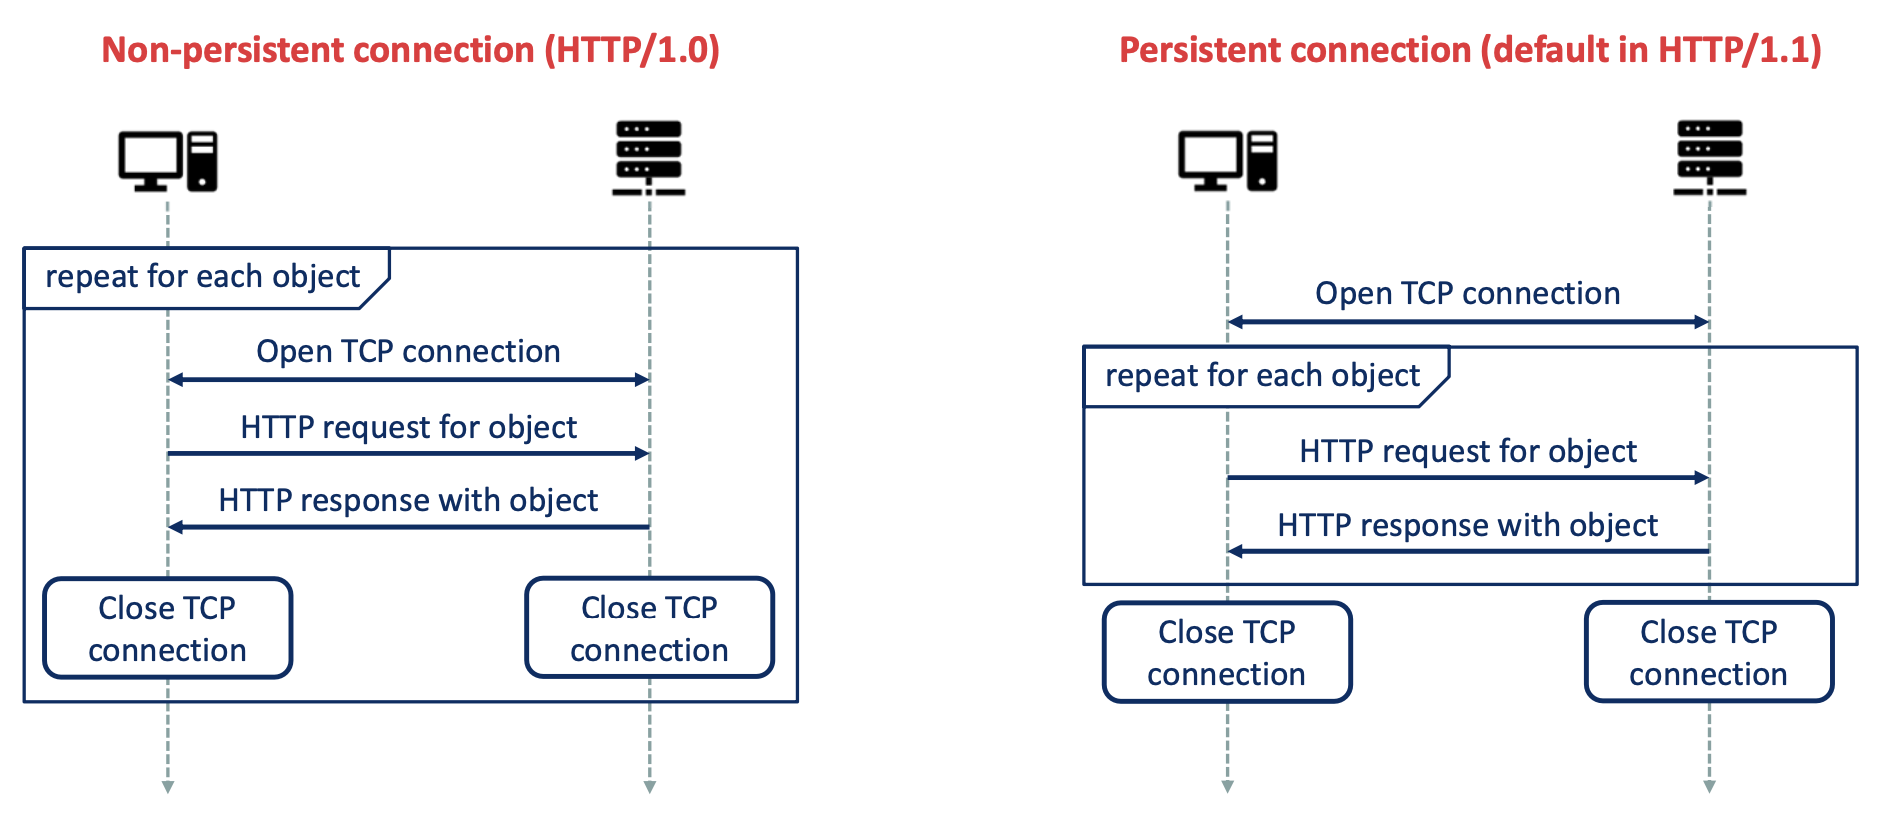 Non-persistent connection (HTTP/1.0)
repeat for each object
Open TCP connection
HTTP request for object
HTTP response with object
Close TCP
connection
Close TCP
connection
Persistent connection (default in HTTP/1.1)
Open TCP connection
repeat for each object
HTTP request for object
HTTP response with object
Close TCP
connection
Close TCP
connection